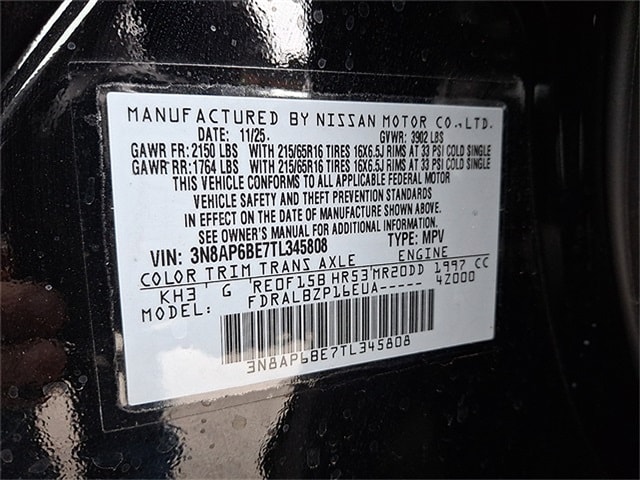 MANUFACTURED BY NISSAN MOTOR CO.,LTD.
DATE: 11/25. GVWR: 3902 LBS
GAWR FR: 2150 LBS WITH 215/65R16 TIRES 16X6.5J RIMS AT 33 PSI COLD SINGLE
GAWR RR: 1764 LBS WITH 215/65R16 TIRES 16X6.5J RIMS AT 33 PSI COLD SINGLE
THIS VEHICLE CONFORMS TO ALL APPLICABLE FEDERAL MOTOR
VEHICLE SAFETY AND THEFT PREVENTION STANDARDS
IN EFFECT ON THE DATE OF MANUFACTURE SHOWN ABOVE.
SEE OWNER'S MANUAL FOR ADDITIONAL INFORMATION.
VIN: 3N8AP6BE7TL345808 TYPE: MPV
COLOR TRIM TRANS AXLE ENGINE
KH3' G 'RE0F15B HR53'MR20DD 1997 CC
MODEL: FDRALBZP16EUA----- 4Z000
3N8AP6BE7TL345808